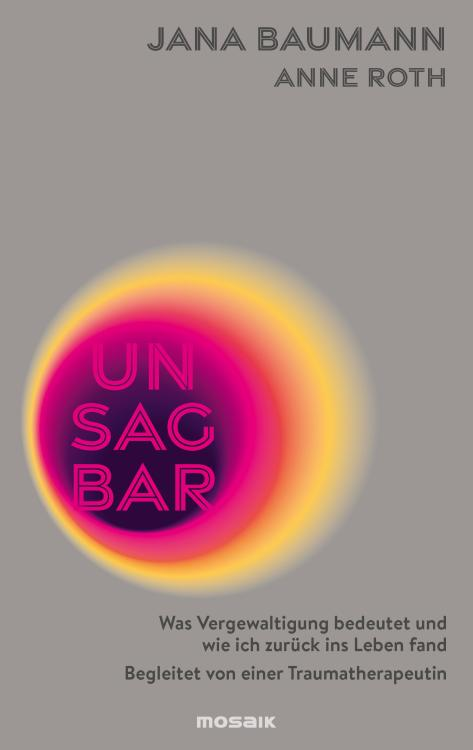 JANA BAUMANN
ANNE ROTH
UN
SAG
BAR
Was Vergewaltigung bedeutet und
wie ich zurück ins Leben fand
Begleitet von einer Traumatherapeutin
mosaik